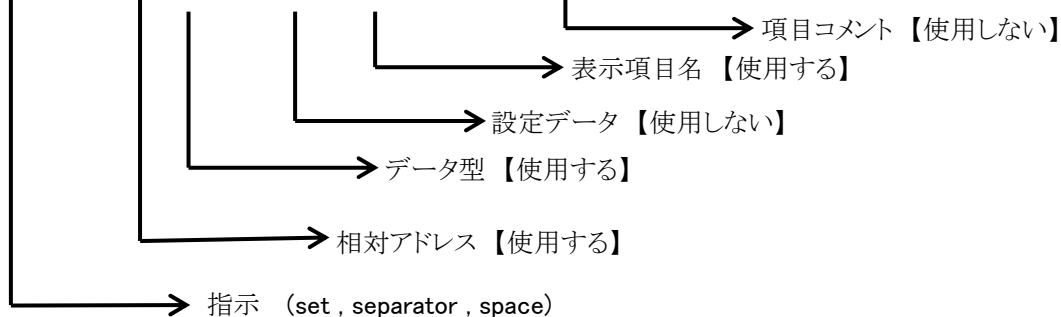 項目コメント 【使用しない】
表示項目名 【使用する】
設定データ 【使用しない】
データ型 【使用する】
相対アドレス 【使用する】
指示 (set , separator , space)